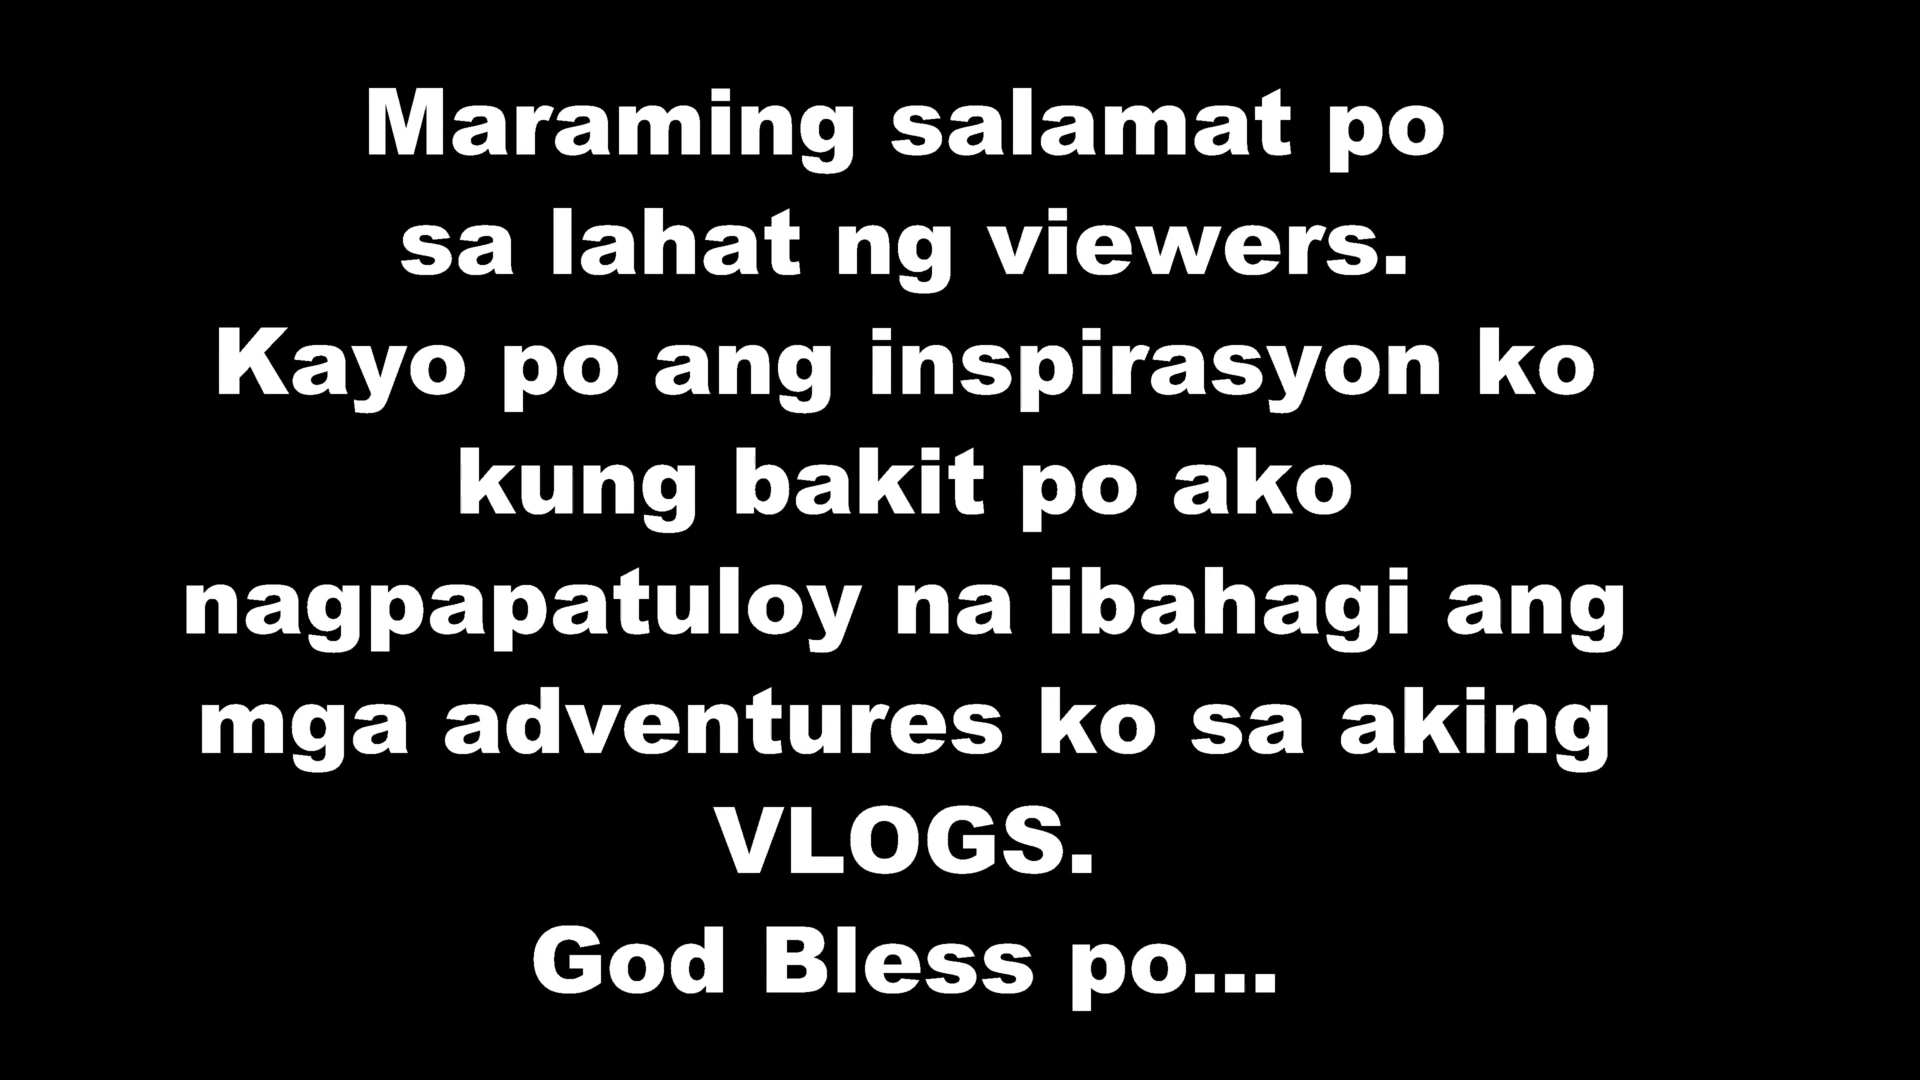 Maraming salamat po
sa lahat ng viewers.
Kayo po ang inspirasyon ko
kung bakit po ako
nagpapatuloy na ibahagi ang
mga adventures ko sa aking
VLOGS.
God Bless po...